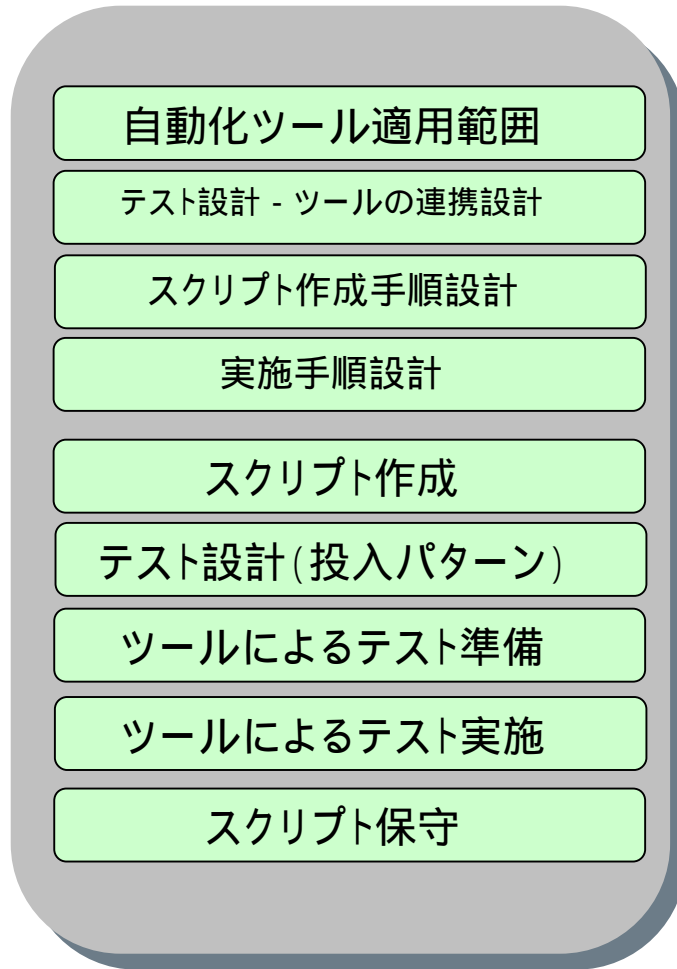 自動化ツール適用範囲
テスト設計 - ツールの連携設計
スクリプト作成手順設計
実施手順設計
スクリプト作成
テスト設計(投入パターン)
ツールによるテスト準備
ツールによるテスト実施
スクリプト保守